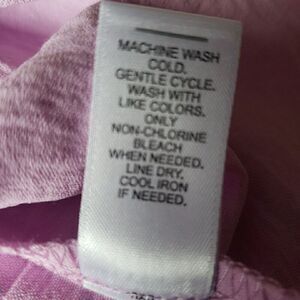 MACHINE WASH
COLD.
GENTLE CYCLE.
WASH WITH
LIKE COLORS.
ONLY
NON-CHLORINE
BLEACH
WHEN NEEDED.
LINE DRY.
COOL IRON
IF NEEDED.